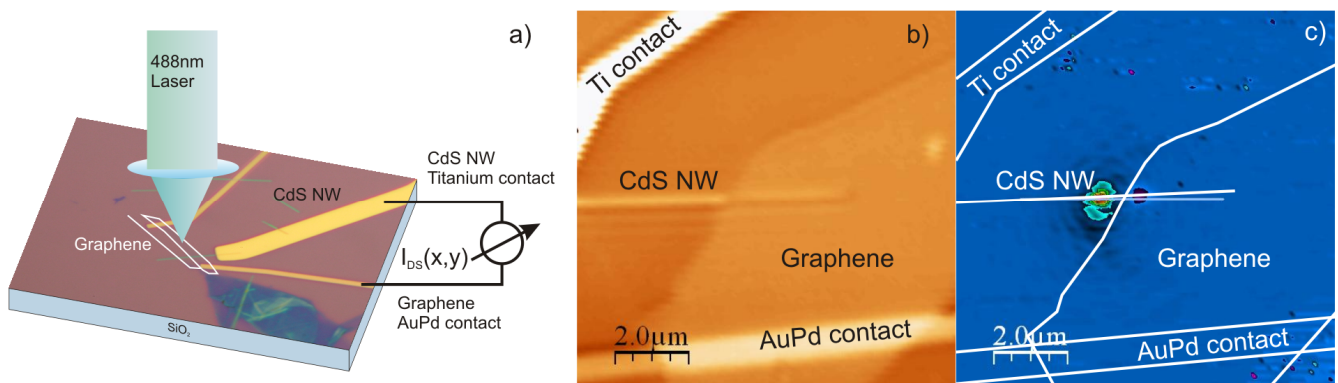 a)
488nm
Laser
CdS NW
CdS NW
Titanium contact
Graphene
I_DS(x,y)
Graphene
AuPd contact
SiO₂
b)
Ti contact
CdS NW
Graphene
2.0µm
AuPd contact
c)
Ti contact
CdS NW
Graphene
2.0µm
AuPd contact